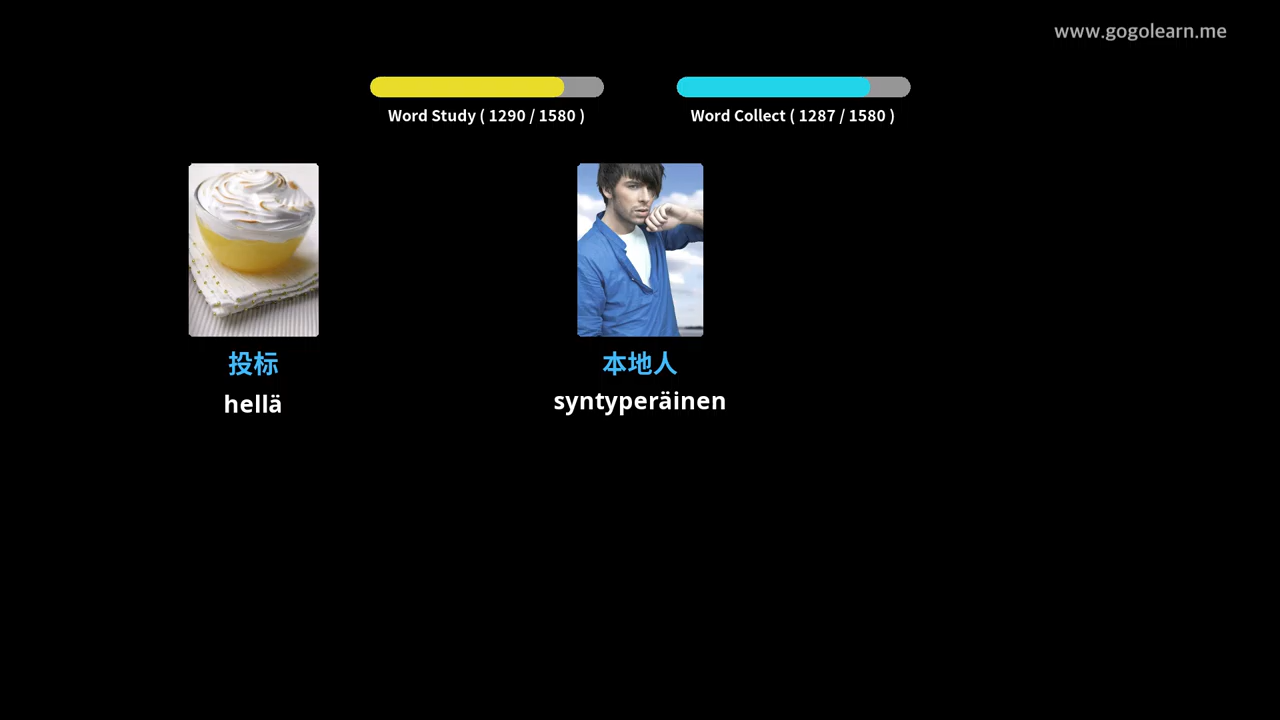 www.gogolearn.me
Word Study ( 1290 / 1580 )
Word Collect ( 1287 / 1580 )
投标
hellä
本地人
syntyperäinen